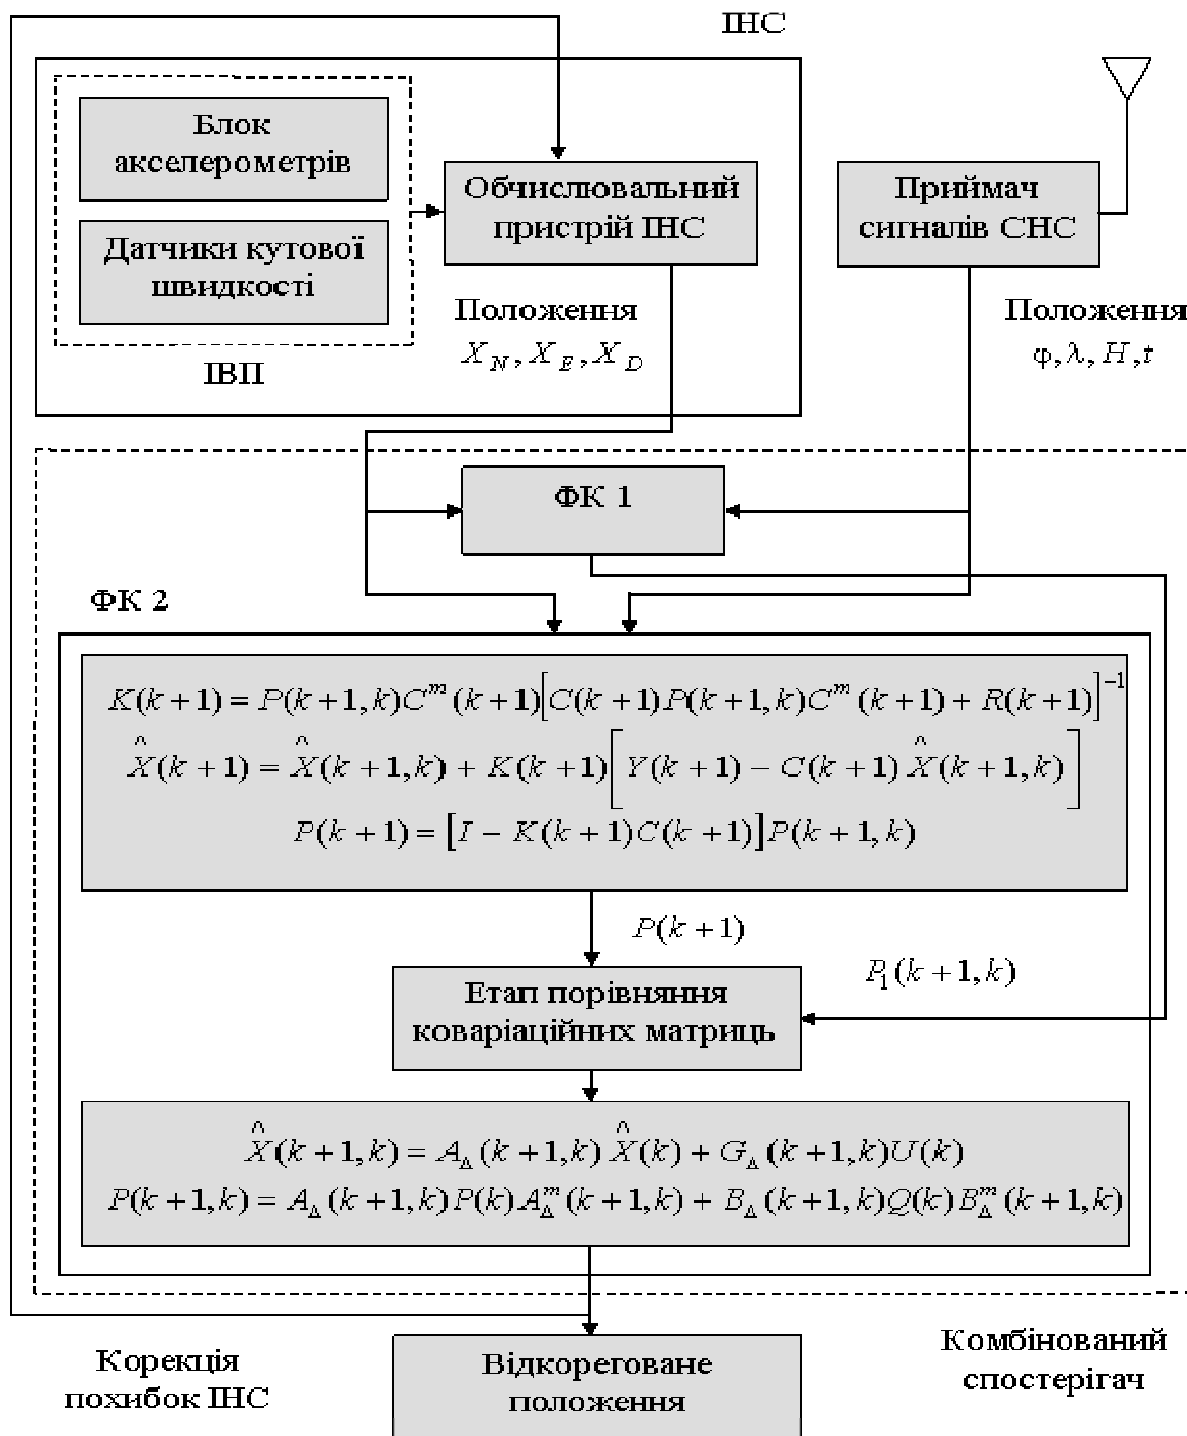 ІНС
Блок
акселерометрів
Датчики кутової
швидкості
ІВП
Обчислювальний
пристрій ІНС
Положення
X_N, X_E, X_D
Приймач
сигналів СНС
Положення
φ, λ, H, t
ФК 1
ФК 2
K(k+1) = P(k+1,k)C^m(k+1)[C(k+1)P(k+1,k)C^m(k+1) + R(k+1)]^{-1}
X̂(k+1) = X̂(k+1,k) + K(k+1)[Y(k+1) − C(k+1)X̂(k+1,k)]
P(k+1) = [I − K(k+1)C(k+1)]P(k+1,k)
P(k+1)
P_1(k+1,k)
Етап порівняння
коваріаційних матриць
X̂(k+1,k) = A_Δ(k+1,k)X̂(k) + G_Δ(k+1,k)U(k)
P(k+1,k) = A_Δ(k+1,k)P(k)A_Δ^m(k+1,k) + B_Δ(k+1,k)Q(k)B_Δ^m(k+1,k)
Корекція
похибок ІНС
Відкореговане
положення
Комбінований
спостерігач